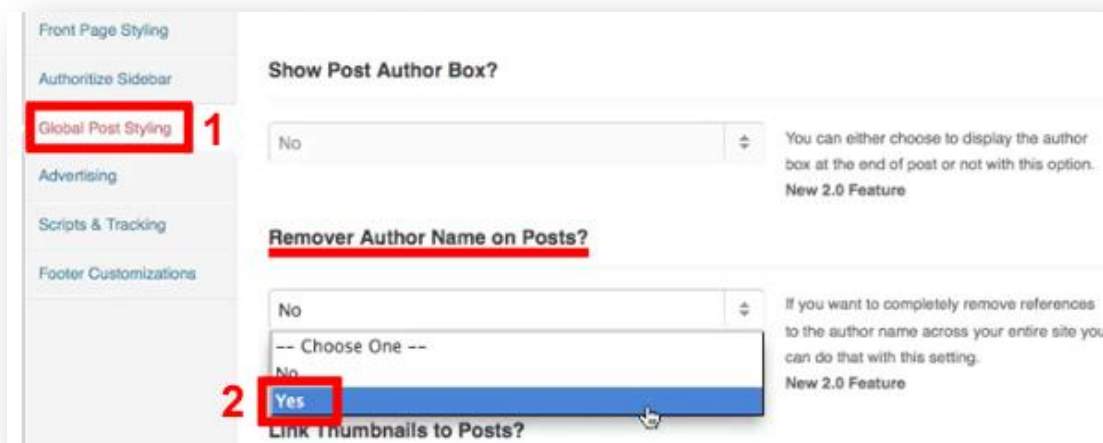 Front Page Styling
Authoritize Sidebar
Global Post Styling
1
Advertising
Scripts & Tracking
Footer Customizations
Show Post Author Box?
No
You can either choose to display the author
box at the end of post or not with this option.
New 2.0 Feature
Remover Author Name on Posts?
No
If you want to completely remove references
to the author name across your entire site you
can do that with this setting.
New 2.0 Feature
-- Choose One --
No
2
Yes
Link Thumbnails to Posts?